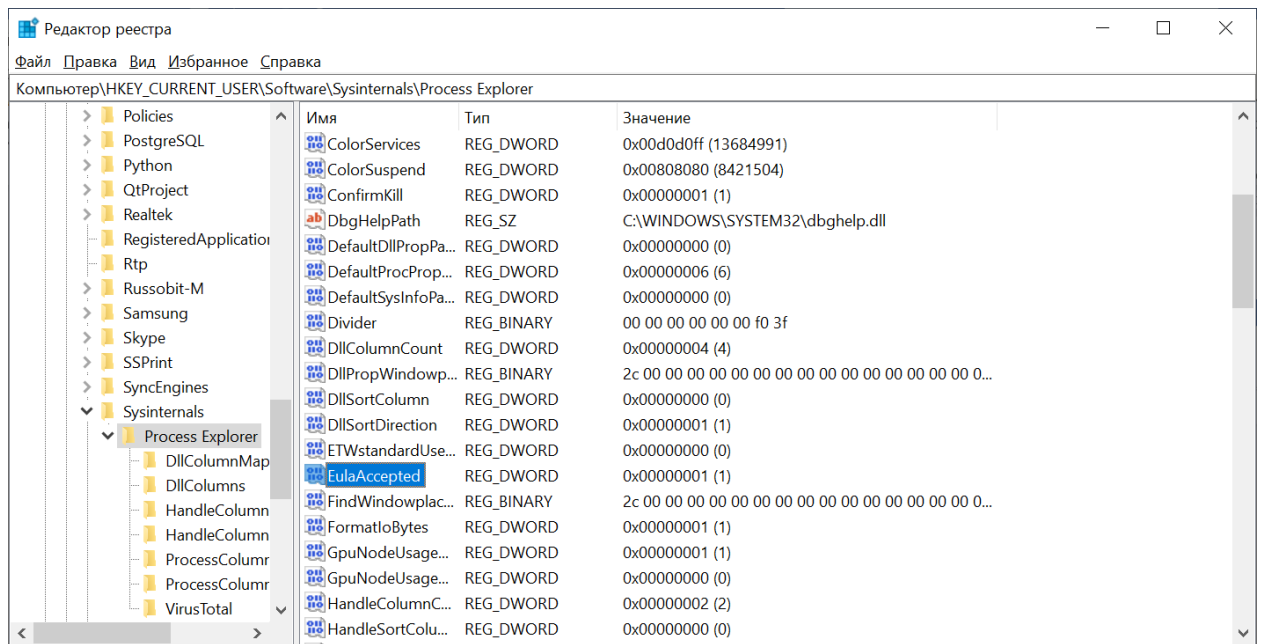 Редактор реестра
Файл Правка Вид Избранное Справка
Компьютер\HKEY_CURRENT_USER\Software\Sysinternals\Process Explorer
Policies
PostgreSQL
Python
QtProject
Realtek
RegisteredApplication
Rtp
Russobit-M
Samsung
Skype
SSPrint
SyncEngines
Sysinternals
Process Explorer
DllColumnMap
DllColumns
HandleColumn
HandleColumn
ProcessColumn
ProcessColumn
VirusTotal
Имя Тип Значение
ColorServices REG_DWORD 0x00d0d0ff (13684991)
ColorSuspend REG_DWORD 0x00808080 (8421504)
ConfirmKill REG_DWORD 0x00000001 (1)
DbgHelpPath REG_SZ C:\WINDOWS\SYSTEM32\dbghelp.dll
DefaultDllPropPa... REG_DWORD 0x00000000 (0)
DefaultProcProp... REG_DWORD 0x00000006 (6)
DefaultSysInfoPa... REG_DWORD 0x00000000 (0)
Divider REG_BINARY 00 00 00 00 00 00 f0 3f
DllColumnCount REG_DWORD 0x00000004 (4)
DllPropWindowp... REG_BINARY 2c 00 00 00 00 00 00 00 00 00 00 00 00 00 00 0...
DllSortColumn REG_DWORD 0x00000000 (0)
DllSortDirection REG_DWORD 0x00000001 (1)
ETWstandardUse... REG_DWORD 0x00000000 (0)
EulaAccepted REG_DWORD 0x00000001 (1)
FindWindowplac... REG_BINARY 2c 00 00 00 00 00 00 00 00 00 00 00 00 00 00 0...
FormatIoBytes REG_DWORD 0x00000001 (1)
GpuNodeUsage... REG_DWORD 0x00000001 (1)
GpuNodeUsage... REG_DWORD 0x00000000 (0)
HandleColumnC... REG_DWORD 0x00000002 (2)
HandleSortColu... REG_DWORD 0x00000000 (0)